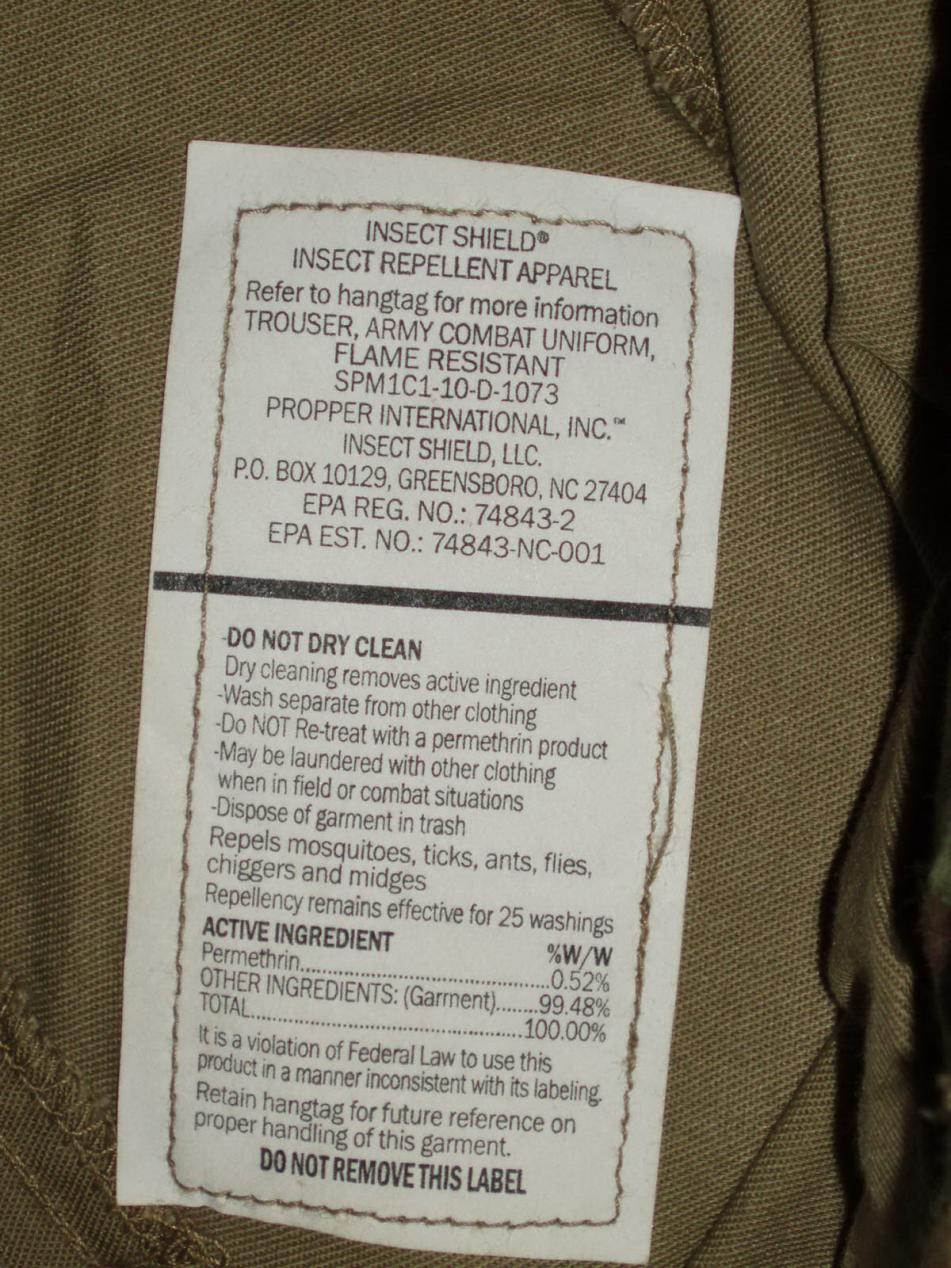 INSECT SHIELD®
INSECT REPELLENT APPAREL
Refer to hangtag for more information
TROUSER, ARMY COMBAT UNIFORM,
FLAME RESISTANT
SPM1C1-10-D-1073
PROPPER INTERNATIONAL, INC.™
INSECT SHIELD, LLC.
P.O. BOX 10129, GREENSBORO, NC 27404
EPA REG. NO.: 74843-2
EPA EST. NO.: 74843-NC-001
-DO NOT DRY CLEAN
Dry cleaning removes active ingredient
-Wash separate from other clothing
-Do NOT Re-treat with a permethrin product
-May be laundered with other clothing
when in field or combat situations
-Dispose of garment in trash
Repels mosquitoes, ticks, ants, flies,
chiggers and midges
Repellency remains effective for 25 washings
ACTIVE INGREDIENT %W/W
Permethrin.......................................0.52%
OTHER INGREDIENTS: (Garment).......99.48%
TOTAL..............................................100.00%
It is a violation of Federal Law to use this
product in a manner inconsistent with its labeling.
Retain hangtag for future reference on
proper handling of this garment.
DO NOT REMOVE THIS LABEL